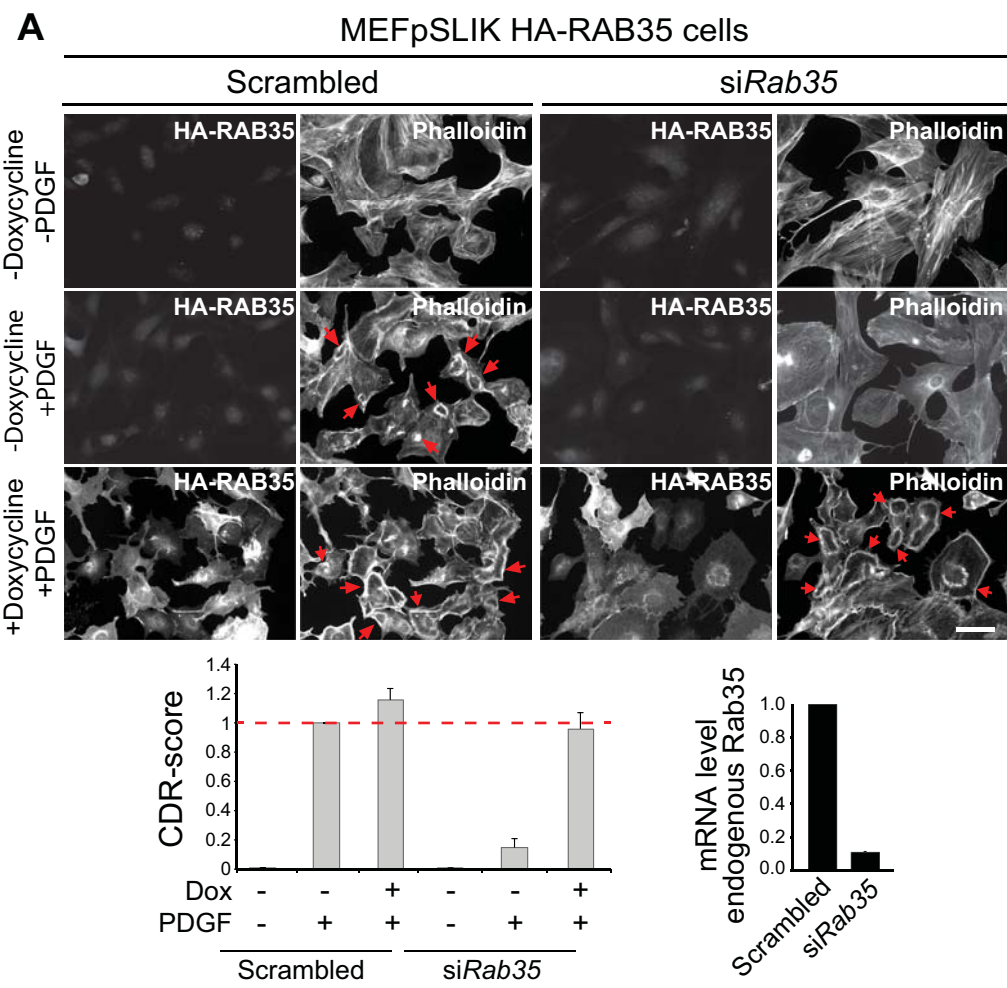 A
MEFpSLIK HA-RAB35 cells
Scrambled
siRab35
-Doxycycline
-PDGF
HA-RAB35
Phalloidin
HA-RAB35
Phalloidin
-Doxycycline
+PDGF
HA-RAB35
Phalloidin
HA-RAB35
Phalloidin
+Doxycycline
+PDGF
HA-RAB35
Phalloidin
HA-RAB35
Phalloidin
CDR-score
1.4
1.2
1
0.8
0.6
0.4
0.2
0
Dox - - + - - +
PDGF - + + - + +
Scrambled
siRab35
mRNA level
endogenous Rab35
1.0
0.8
0.6
0.4
0.2
0.0
Scrambled
siRab35